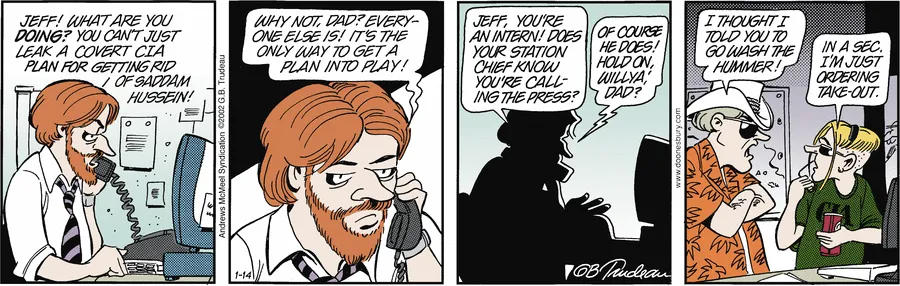 JEFF! WHAT ARE YOU
DOING? YOU CAN'T JUST
LEAK A COVERT CIA
PLAN FOR GETTING RID
OF SADDAM
HUSSEIN!
Andrews McMeel Syndication ©2002 G.B. Trudeau
WHY NOT, DAD? EVERY-
ONE ELSE IS! IT'S THE
ONLY WAY TO GET A
PLAN INTO PLAY!
1-14
JEFF, YOU'RE
AN INTERN! DOES
YOUR STATION
CHIEF KNOW
YOU'RE CALL-
ING THE PRESS?
OF COURSE
HE DOES!
HOLD ON,
WILLYA,
DAD?
GB Trudeau
www.doonesbury.com
I THOUGHT I
TOLD YOU TO
GO WASH THE
HUMMER!
IN A SEC.
I'M JUST
ORDERING
TAKE-OUT.
CIA